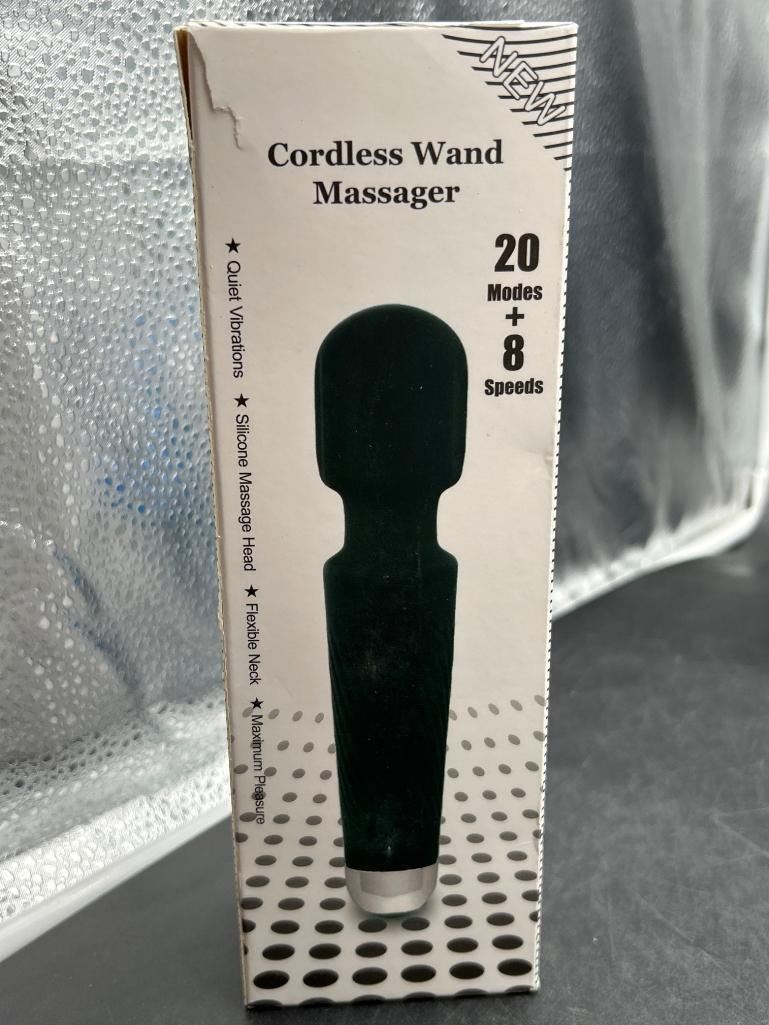 NEW
Cordless Wand
Massager
20
Modes
+
8
Speeds
★ Quiet Vibrations ★ Silicone Massage Head ★ Flexible Neck ★ Maximum Pleasure